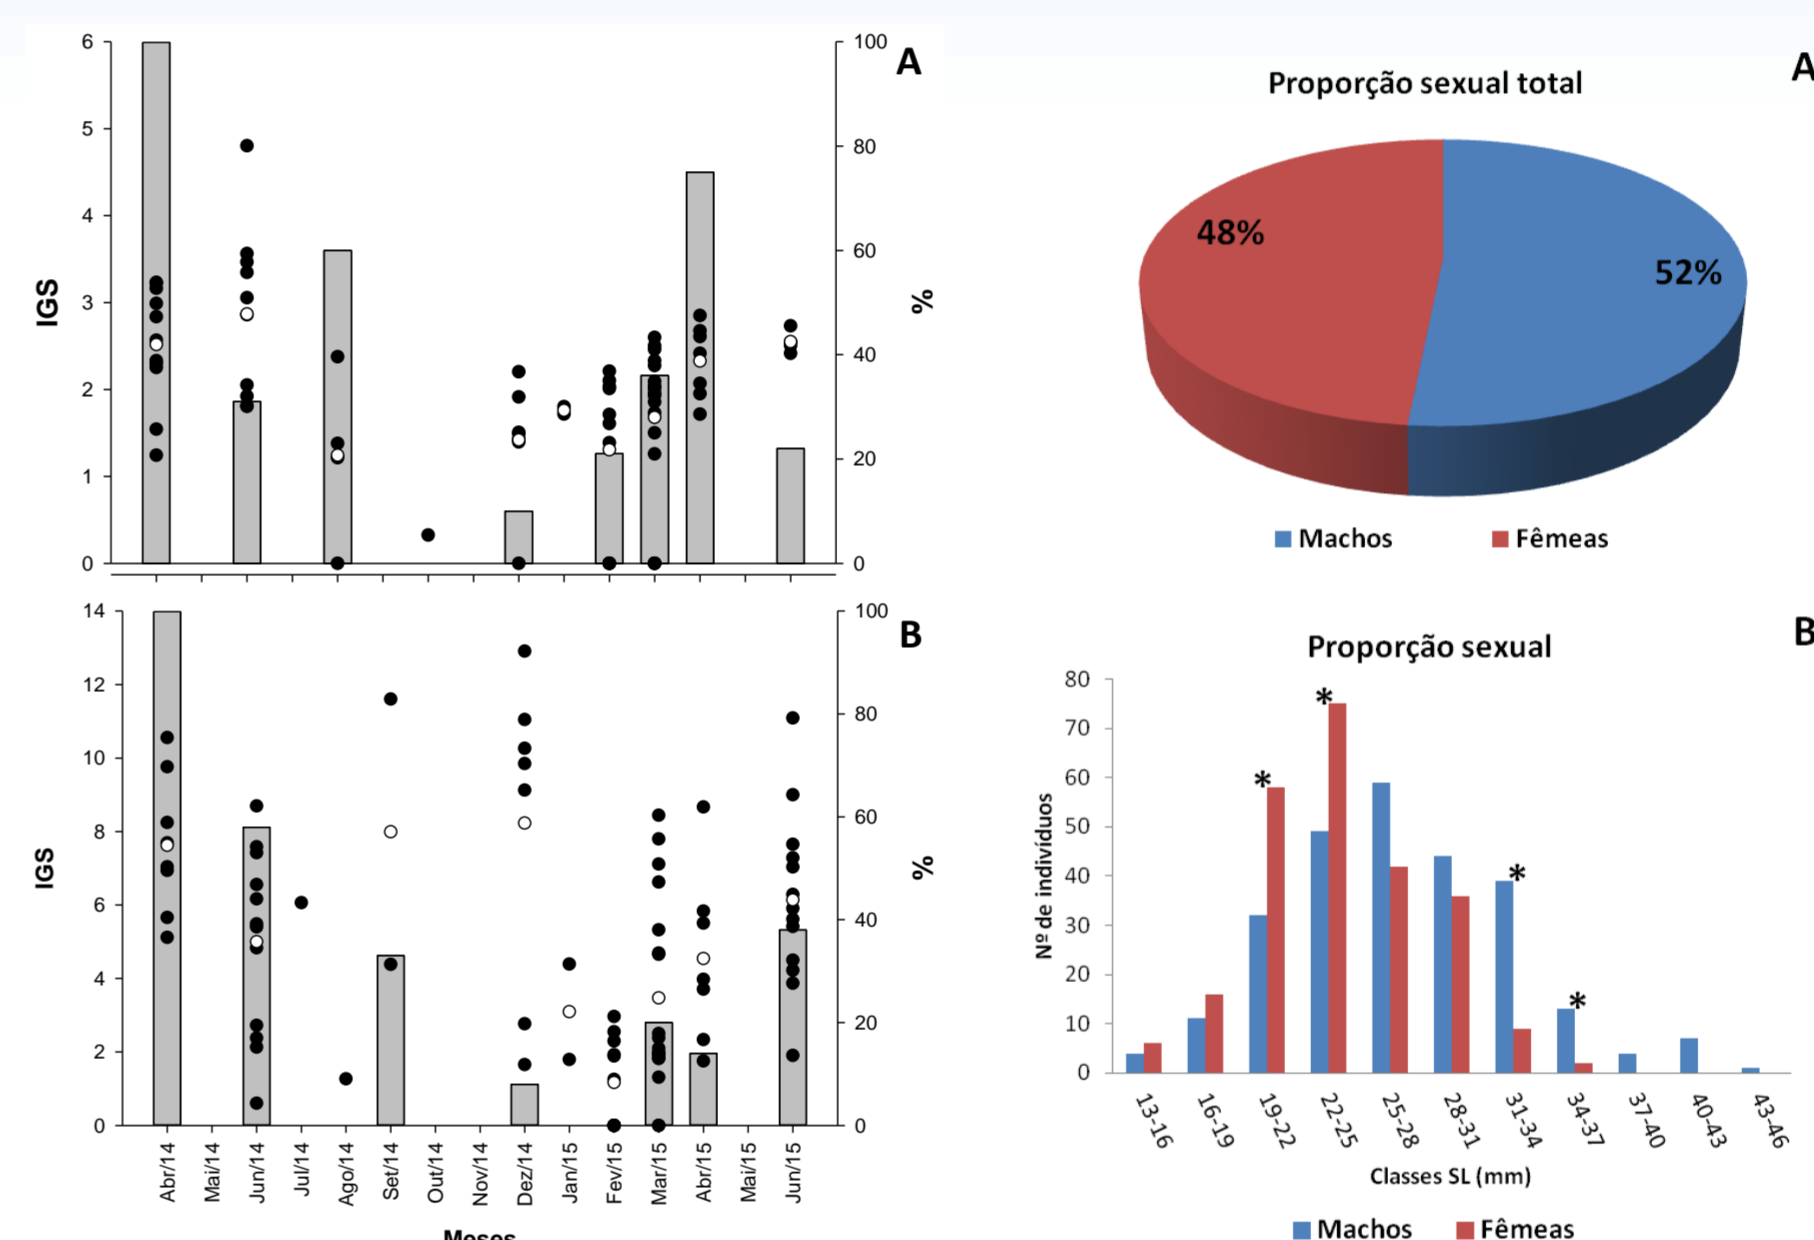 6
5
4
3
2
1
0
IGS
100
80
60
40
20
0
%
A
14
12
10
8
6
4
2
0
IGS
100
80
60
40
20
0
%
B
Abr/14
Mai/14
Jun/14
Jul/14
Ago/14
Set/14
Out/14
Nov/14
Dez/14
Jan/15
Fev/15
Mar/15
Abr/15
Mai/15
Jun/15
Meses
A
Proporção sexual total
48%
52%
Machos Fêmeas
B
Proporção sexual
80
70
60
50
40
30
20
10
0
Nº de indivíduos
* * * *
13-16
16-19
19-22
22-25
25-28
28-31
31-34
34-37
37-40
40-43
43-46
Classes SL (mm)
Machos Fêmeas